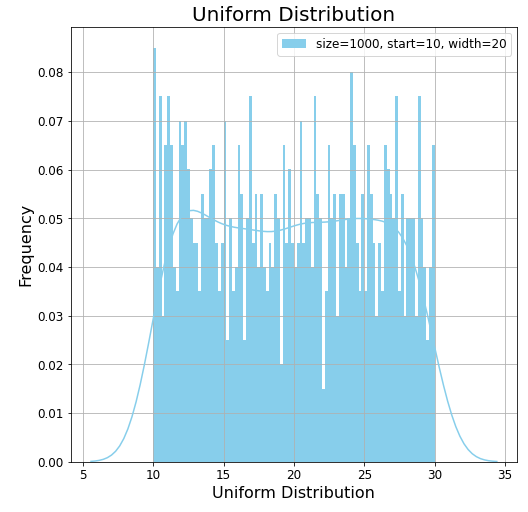 Uniform Distribution
size=1000, start=10, width=20
0.08
0.07
0.06
0.05
0.04
0.03
0.02
0.01
0.00
Frequency
5 10 15 20 25 30 35
Uniform Distribution